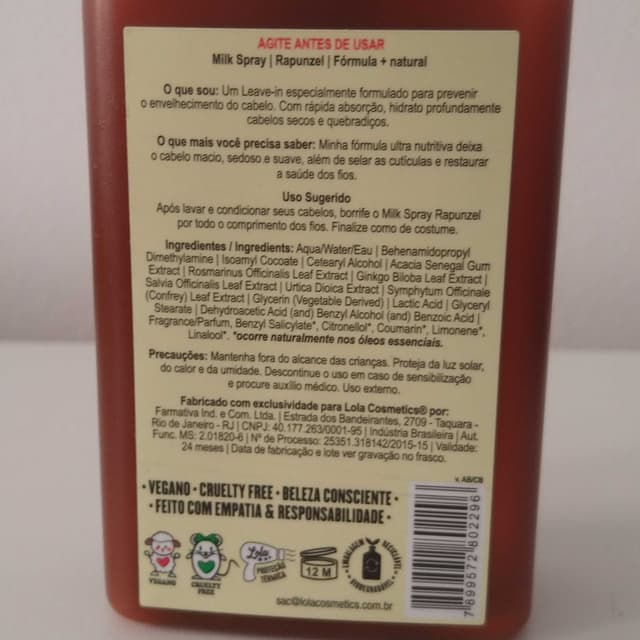 AGITE ANTES DE USAR
Milk Spray | Rapunzel | Fórmula + natural
O que sou: Um Leave-in especialmente formulado para prevenir
o envelhecimento do cabelo. Com rápida absorção, hidrato profundamente
cabelos secos e quebradiços.
O que mais você precisa saber: Minha fórmula ultra nutritiva deixa
o cabelo macio, sedoso e suave, além de selar as cutículas e restaurar
a saúde dos fios.
Uso Sugerido
Após lavar e condicionar seus cabelos, borrife o Milk Spray Rapunzel
por todo o comprimento dos fios. Finalize como de costume.
Ingredientes / Ingredients: Aqua/Water/Eau | Behenamidopropyl
Dimethylamine | Isoamyl Cocoate | Cetearyl Alcohol | Acacia Senegal Gum
Extract | Rosmarinus Officinalis Leaf Extract | Ginkgo Biloba Leaf Extract |
Salvia Officinalis Leaf Extract | Urtica Dioica Extract | Symphytum Officinale
(Comfrey) Leaf Extract | Glycerin (Vegetable Derived) | Lactic Acid | Glyceryl
Stearate | Dehydroacetic Acid (and) Benzyl Alcohol (and) Benzoic Acid |
Fragrance/Parfum, Benzyl Salicylate*, Citronellol*, Coumarin*, Limonene*,
Linalool*. *ocorre naturalmente nos óleos essenciais.
Precauções: Mantenha fora do alcance das crianças. Proteja da luz solar,
do calor e da umidade. Descontinue o uso em caso de sensibilização
e procure auxílio médico. Uso externo.
Fabricado com exclusividade para Lola Cosmetics® por:
Farmativa Ind. e Com. Ltda. | Estrada dos Bandeirantes, 2709 - Taquara -
Rio de Janeiro - RJ | CNPJ: 40.177.263/0001-95 | Indústria Brasileira | Aut.
Func. MS: 2.01820-6 | Nº de Processo: 25351.318142/2015-15 | Validade:
24 meses | Data de fabricação e lote ver gravação no frasco.
v. AB/CB
· VEGANO · CRUELTY FREE · BELEZA CONSCIENTE ·
· FEITO COM EMPATIA & RESPONSABILIDADE ·
VEGANO
CRUELTY FREE
Lola
PROTEÇÃO TÉRMICA
12 M
EMBALAGEM RECICLÁVEL
BIODEGRADÁVEL
sac@lolacosmetics.com.br
7 899572 802296